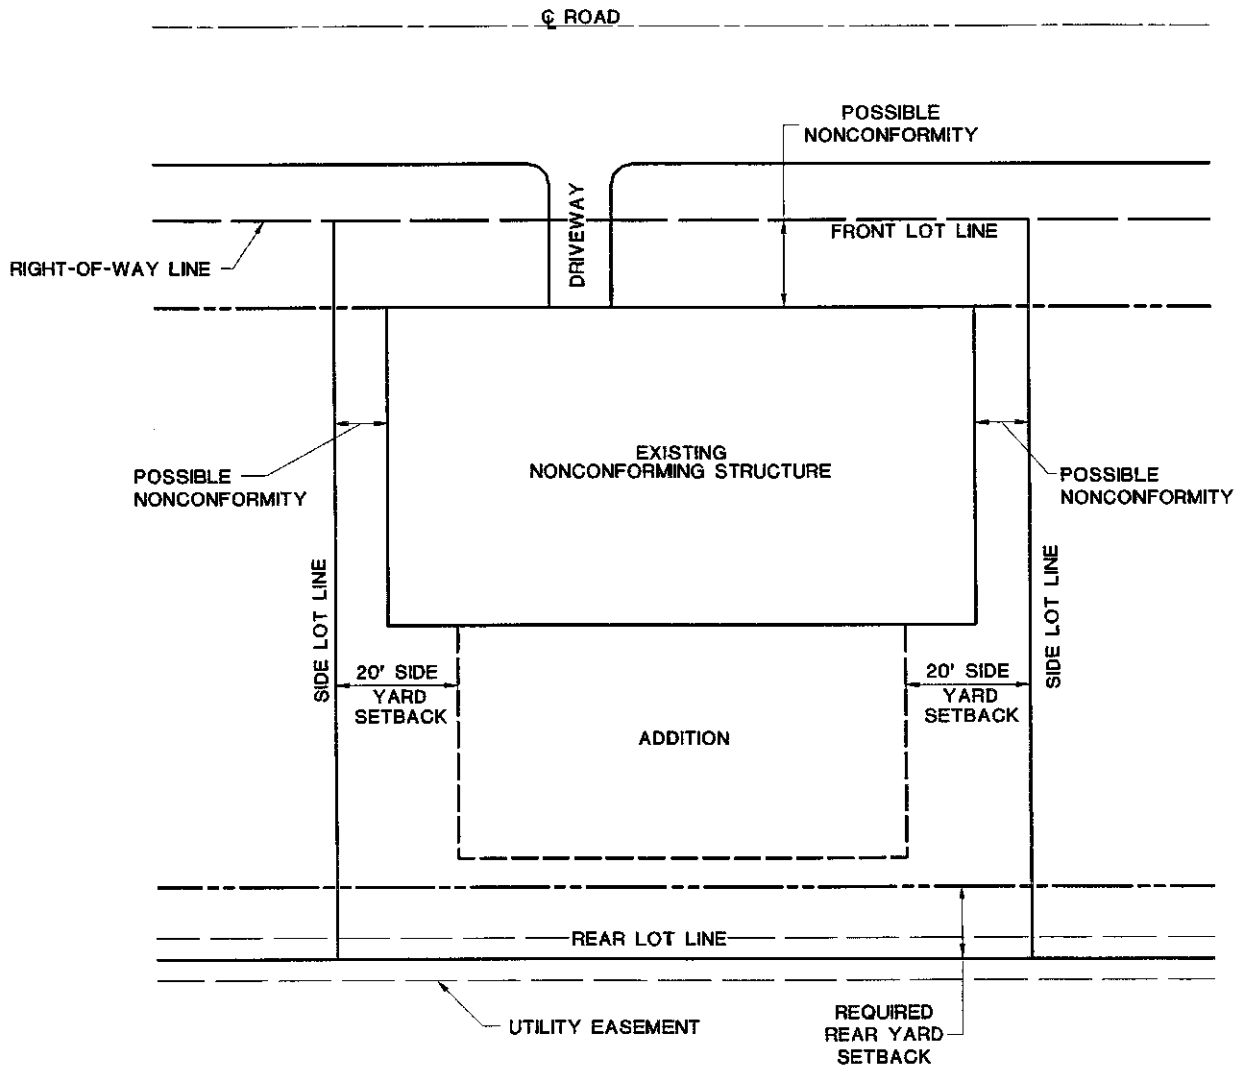 ℄ ROAD
POSSIBLE
NONCONFORMITY
DRIVEWAY
FRONT LOT LINE
RIGHT-OF-WAY LINE
EXISTING
NONCONFORMING STRUCTURE
POSSIBLE
NONCONFORMITY
POSSIBLE
NONCONFORMITY
SIDE LOT LINE
SIDE LOT LINE
20' SIDE
YARD
SETBACK
20' SIDE
YARD
SETBACK
ADDITION
REAR LOT LINE
UTILITY EASEMENT
REQUIRED
REAR YARD
SETBACK